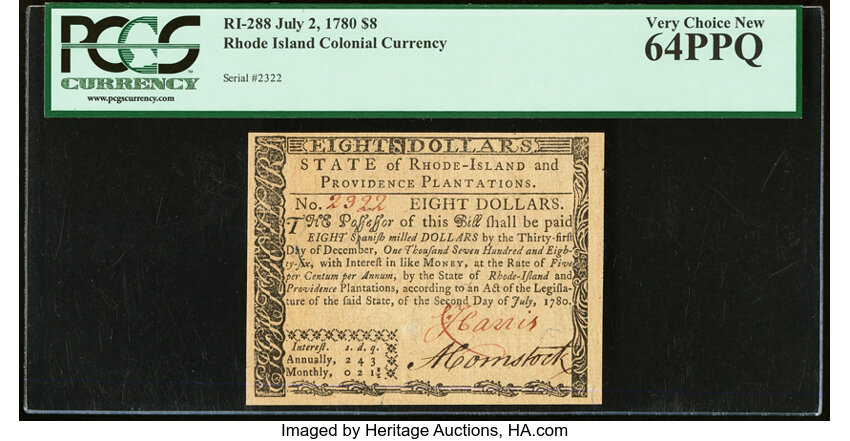 PCGS
CURRENCY
www.pcgscurrency.com
RI-288 July 2, 1780 $8
Rhode Island Colonial Currency
Serial #2322
Very Choice New
64PPQ
EIGHT 8 DOLLARS
STATE of RHODE-ISLAND and
PROVIDENCE PLANTATIONS.
No. 2322 EIGHT DOLLARS.
THE Poſſeſſor of this Bill ſhall be paid
EIGHT Spaniſh milled DOLLARS by the Thirty-firſt
Day of December, One Thouſand Seven Hundred and Eigh-
ty-ſix, with Intereſt in like MONEY, at the Rate of Five
per Centum per Annum, by the State of Rhode-Iſland and
Providence Plantations, according to an Act of the Legiſla-
ture of the ſaid State, of the Second Day of July, 1780.
J Harris
A Comstock
Intereſt. s. d. q.
Annually, 2 4 3
Monthly, 0 2 1⅗
Imaged by Heritage Auctions, HA.com